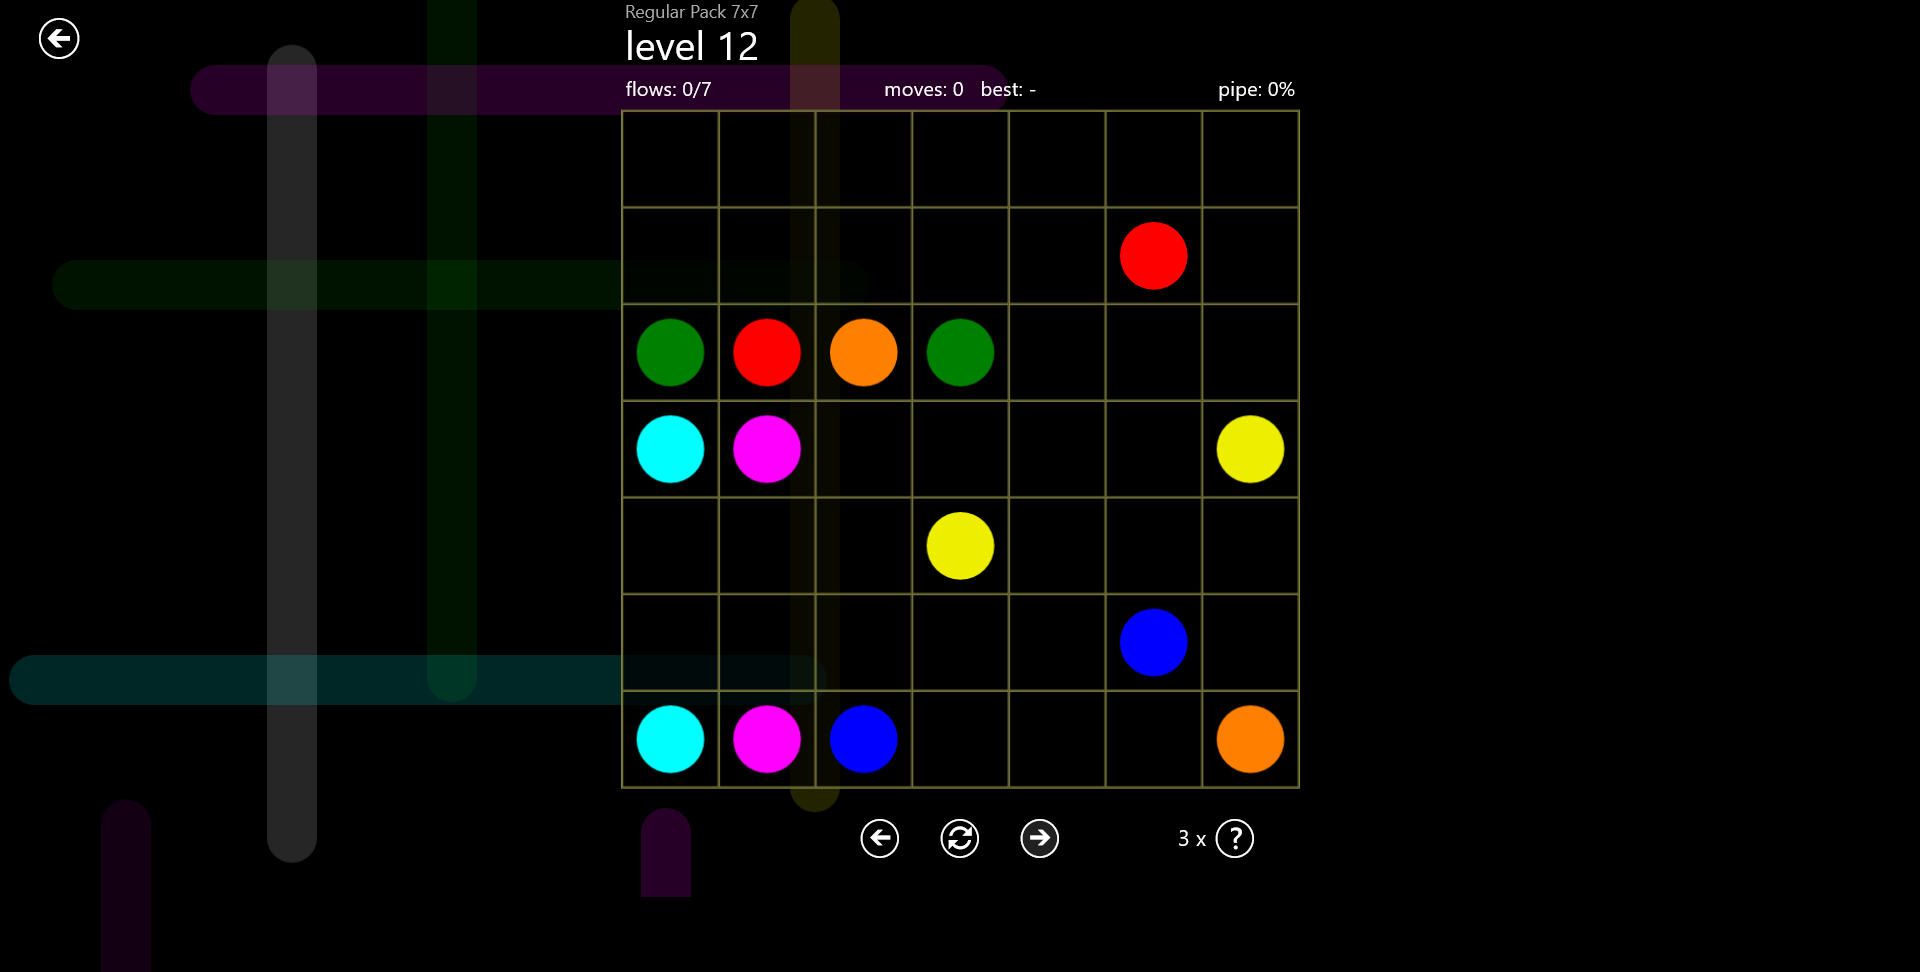 Regular Pack 7x7
level 12
flows: 0/7 moves: 0 best: - pipe: 0%
3 x ?